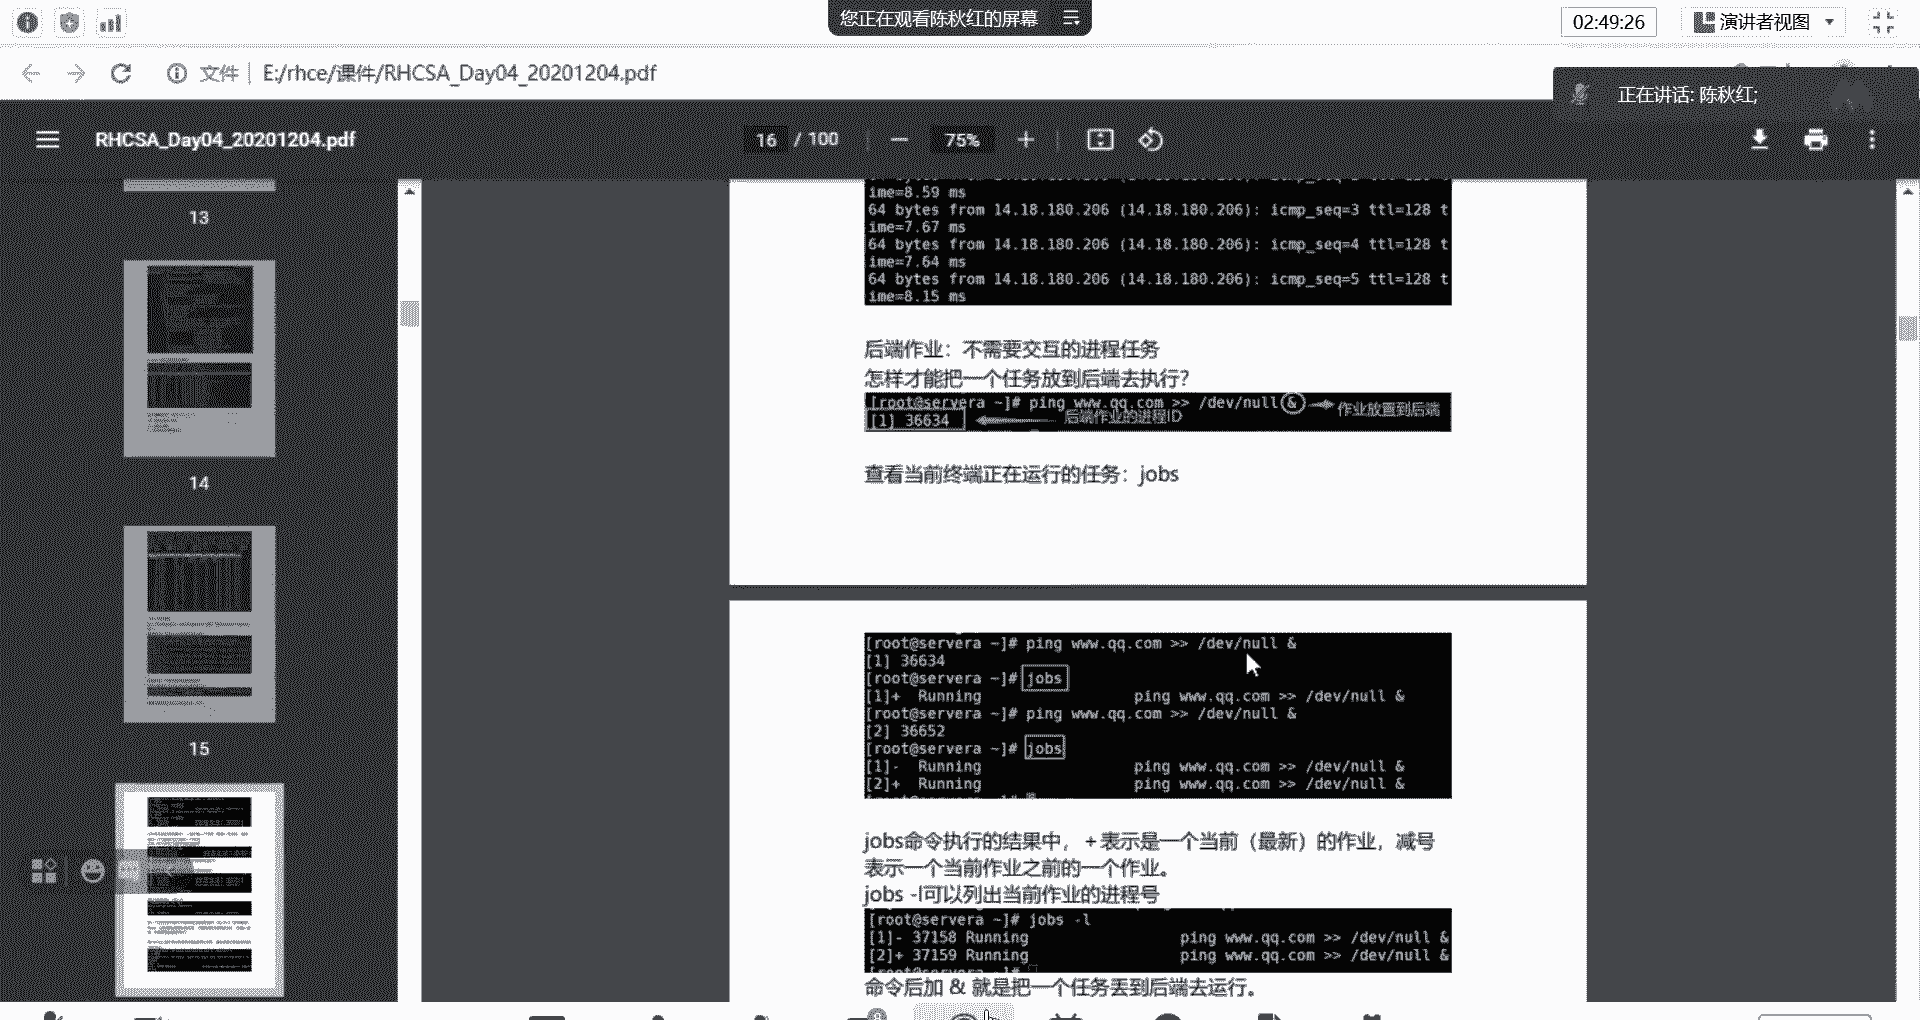 您正在观看陈秋红的屏幕
02:49:26
演讲者视图
文件 E:/rhce/课件/RHCSA_Day04_20201204.pdf
正在讲话: 陈秋红;
RHCSA_Day04_20201204.pdf
16 / 100
75%
13
14
15
ime=8.59 ms
64 bytes from 14.18.180.206 (14.18.180.206): icmp_seq=3 ttl=128 t
ime=7.67 ms
64 bytes from 14.18.180.206 (14.18.180.206): icmp_seq=4 ttl=128 t
ime=7.64 ms
64 bytes from 14.18.180.206 (14.18.180.206): icmp_seq=5 ttl=128 t
ime=8.15 ms
后端作业：不需要交互的进程任务
怎样才能把一个任务放到后端去执行？
[root@servera ~]# ping www.qq.com >> /dev/null & 作业放置到后端
[1] 36634 后端作业的进程ID
查看当前终端正在运行的任务：jobs
[root@servera ~]# ping www.qq.com >> /dev/null &
[1] 36634
[root@servera ~]# jobs
[1]+ Running ping www.qq.com >> /dev/null &
[root@servera ~]# ping www.qq.com >> /dev/null &
[2] 36652
[root@servera ~]# jobs
[1]- Running ping www.qq.com >> /dev/null &
[2]+ Running ping www.qq.com >> /dev/null &
jobs命令执行的结果中，+表示是一个当前（最新）的作业，减号
表示一个当前作业之前的一个作业。
jobs -l可以列出当前作业的进程号
[root@servera ~]# jobs -l
[1]- 37158 Running ping www.qq.com >> /dev/null &
[2]+ 37159 Running ping www.qq.com >> /dev/null &
命令后加 & 就是把一个任务丢到后端去运行。